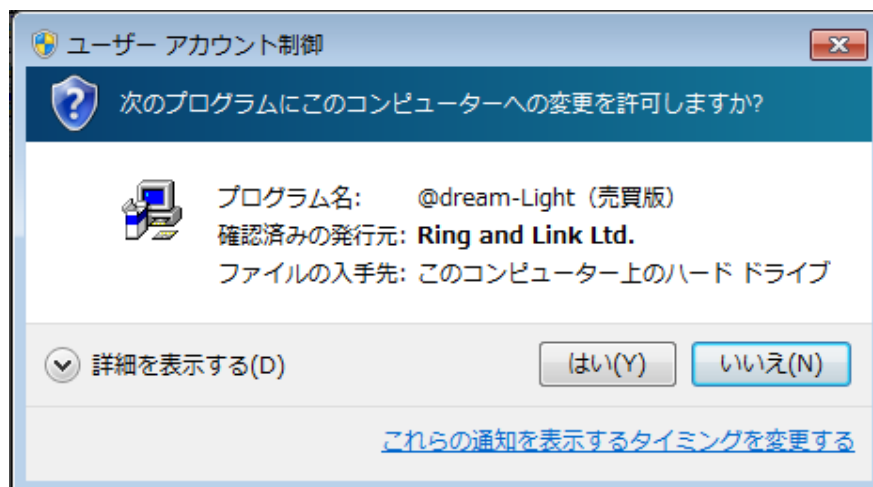 ユーザー アカウント制御
次のプログラムにこのコンピューターへの変更を許可しますか?
プログラム名: @dream-Light（売買版）
確認済みの発行元: Ring and Link Ltd.
ファイルの入手先: このコンピューター上のハード ドライブ
詳細を表示する(D) はい(Y) いいえ(N)
これらの通知を表示するタイミングを変更する